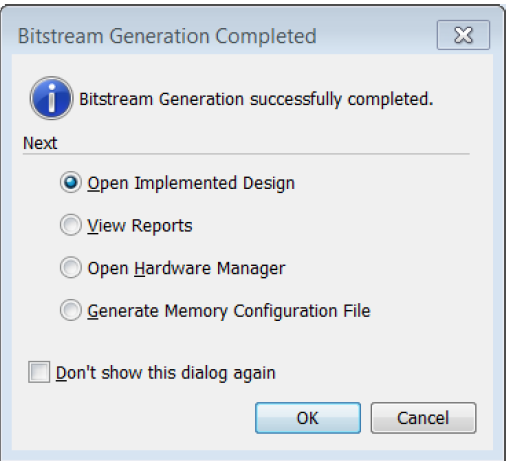 Bitstream Generation Completed
Bitstream Generation successfully completed.
Next
Open Implemented Design
View Reports
Open Hardware Manager
Generate Memory Configuration File
Don't show this dialog again
OK
Cancel